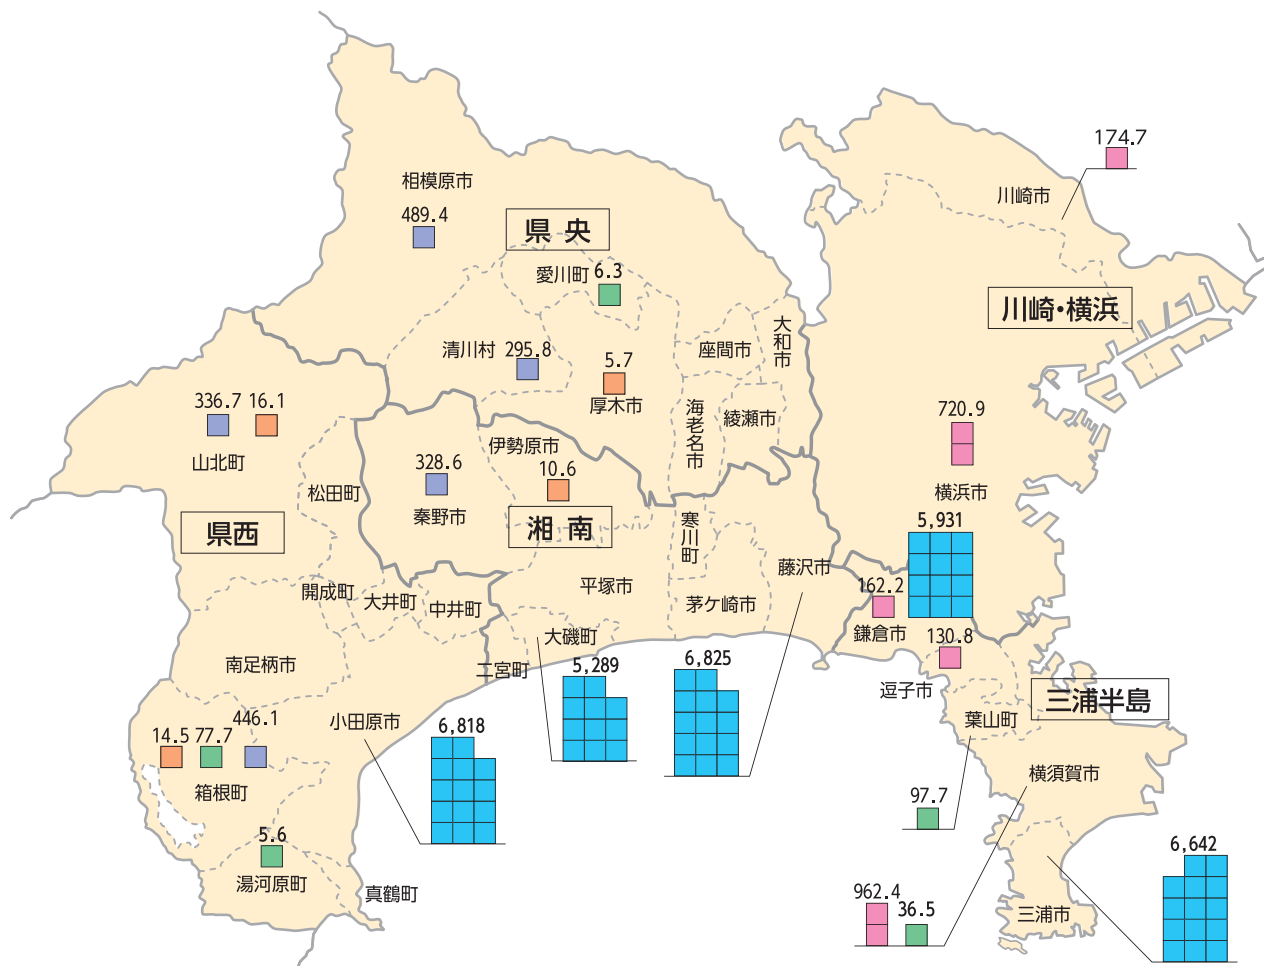 174.7
川崎市
相模原市
489.4
県 央
愛川町
6.3
川崎・横浜
大和市
座間市
清川村
295.8
5.7
厚木市
336.7
16.1
山北町
海老名市
綾瀬市
720.9
横浜市
伊勢原市
328.6
秦野市
10.6
松田町
県西
湘 南
寒川町
5,931
藤沢市
開成町
大井町
中井町
平塚市
茅ケ崎市
162.2
鎌倉市
130.8
逗子市
大磯町
二宮町
5,289
6,825
南足柄市
三浦半島
葉山町
446.1
14.5
77.7
箱根町
小田原市
6,818
横須賀市
97.7
5.6
湯河原町
真鶴町
962.4
36.5
6,642
三浦市